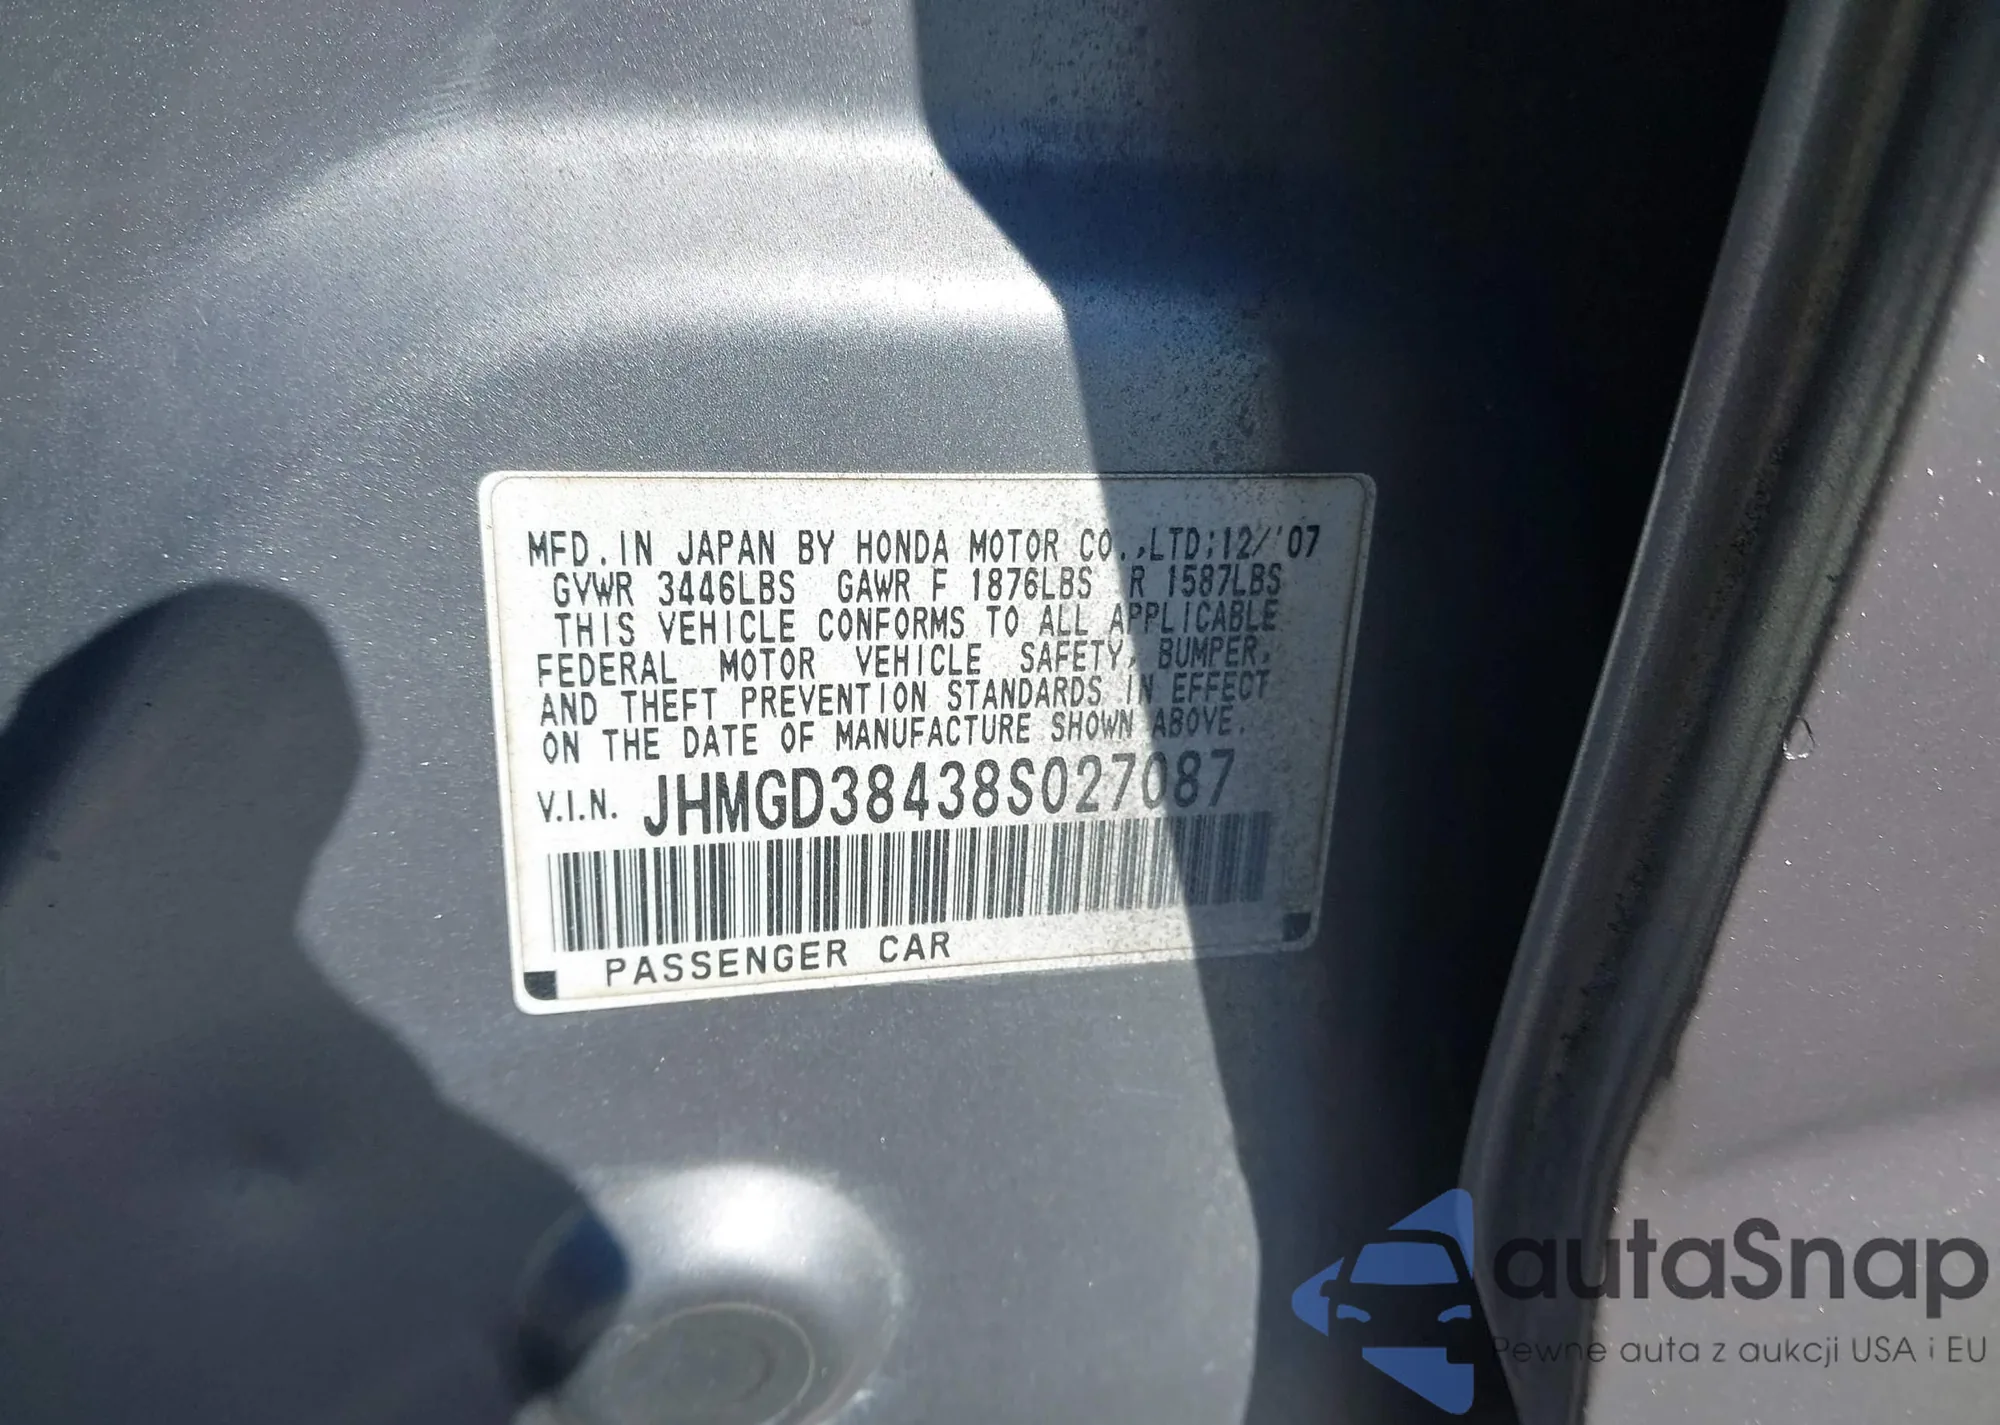 MFD. IN JAPAN BY HONDA MOTOR CO.,LTD;12/'07
GVWR 3446LBS GAWR F 1876LBS R 1587LBS
THIS VEHICLE CONFORMS TO ALL APPLICABLE
FEDERAL MOTOR VEHICLE SAFETY, BUMPER,
AND THEFT PREVENTION STANDARDS IN EFFECT
ON THE DATE OF MANUFACTURE SHOWN ABOVE.
V.I.N. JHMGD38438S027087
PASSENGER CAR
autaSnap
Pewne auta z aukcji USA i EU